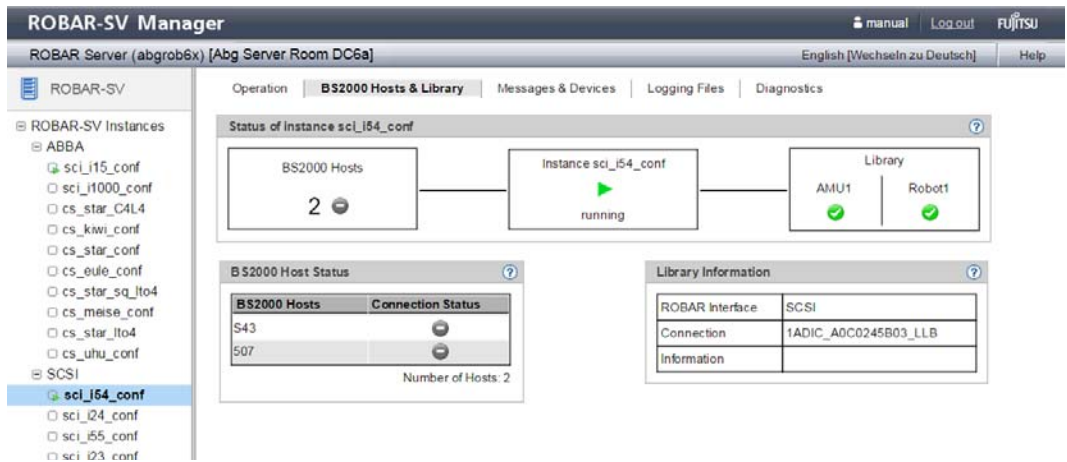 ROBAR-SV Manager
manual Log out FUJITSU
ROBAR Server (abgrob6x) [Abg Server Room DC6a]
English [Wechseln zu Deutsch] Help
ROBAR-SV
Operation BS2000 Hosts & Library Messages & Devices Logging Files Diagnostics
ROBAR-SV Instances
ABBA
sci_i15_conf
sci_i1000_conf
cs_star_C4L4
cs_kiwi_conf
cs_star_conf
cs_eule_conf
cs_star_sq_lto4
cs_meise_conf
cs_star_lto4
cs_uhu_conf
SCSI
sci_i54_conf
sci_i24_conf
sci_i55_conf
sci_i23_conf
Status of instance sci_i54_conf
BS2000 Hosts
2
Instance sci_i54_conf
running
Library
AMU1 Robot1
BS2000 Host Status
BS2000 Hosts Connection Status
S43
507
Number of Hosts: 2
Library Information
ROBAR Interface SCSI
Connection 1ADIC_A0C0245B03_LLB
Information